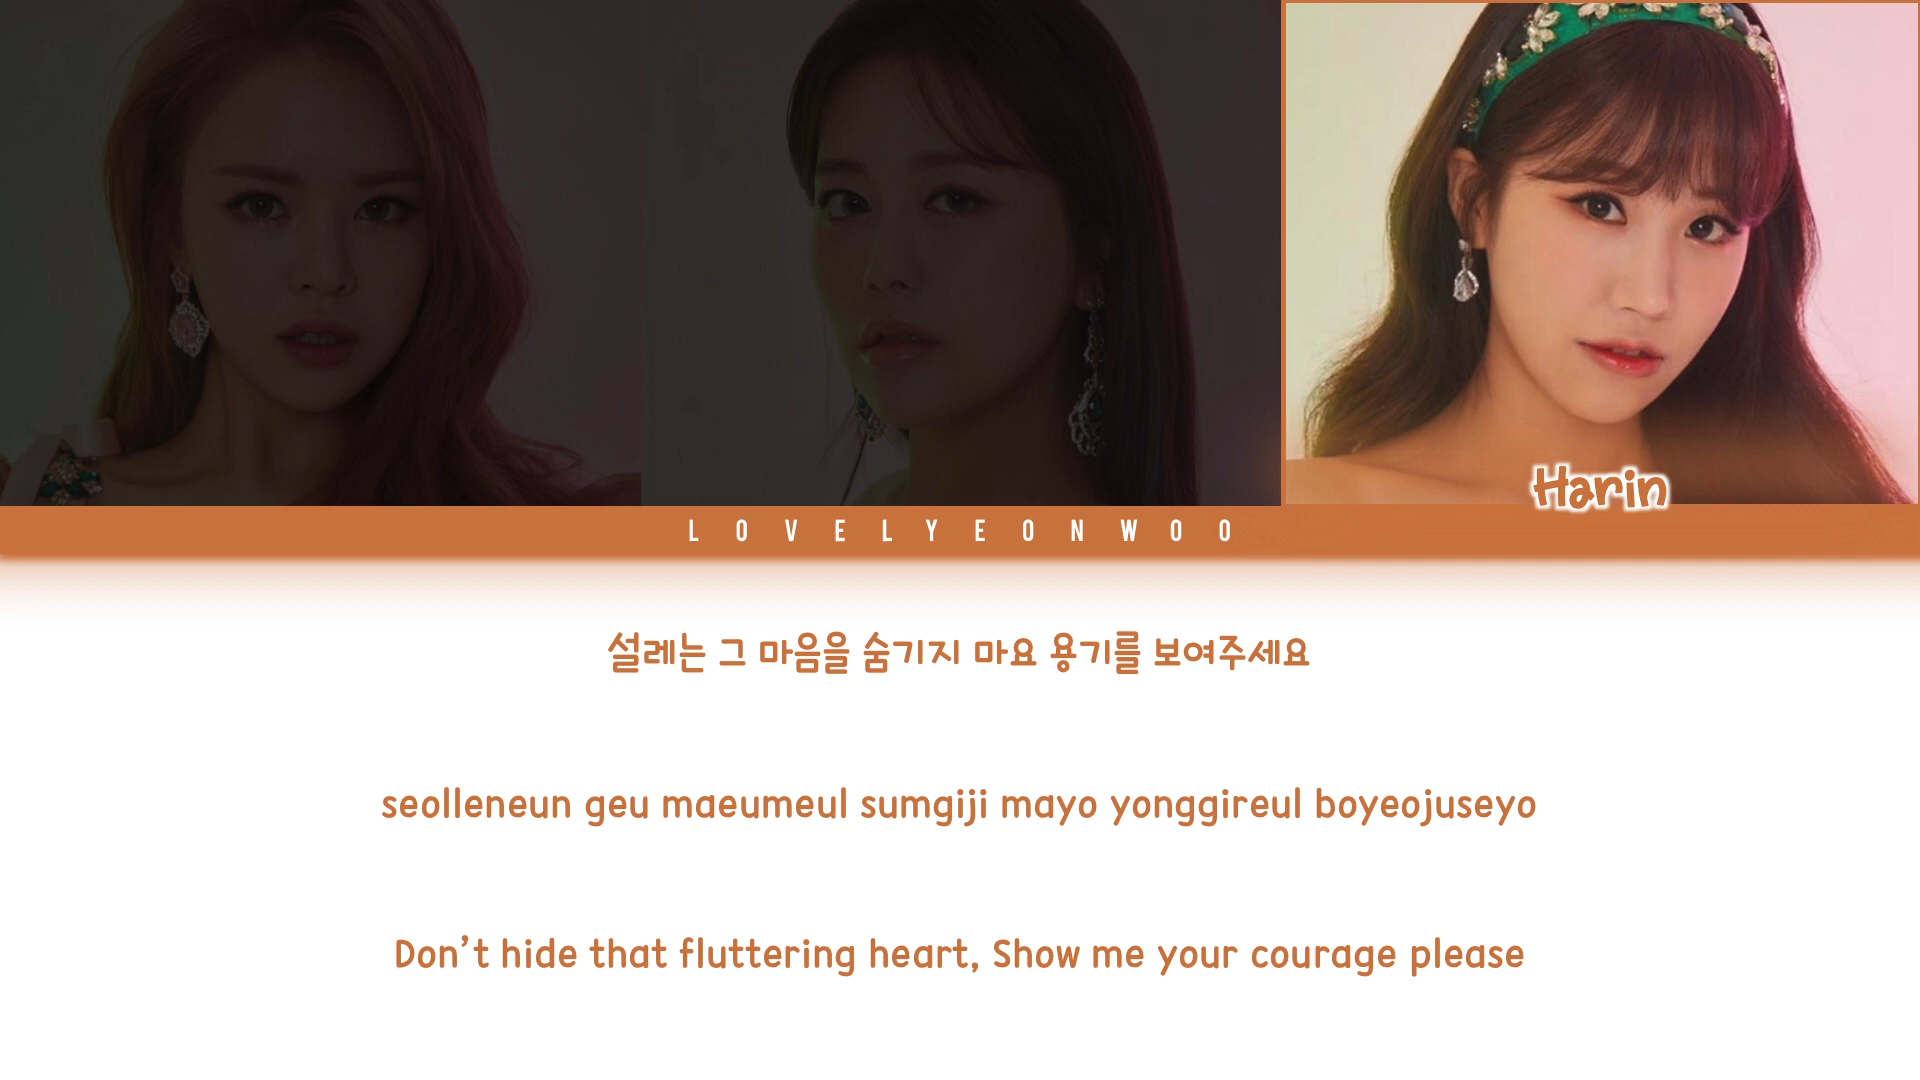 Harin
LOVELYEONWOO
설레는 그 마음을 숨기지 마요 용기를 보여주세요
seolleneun geu maeumeul sumgiji mayo yonggireul boyeojuseyo
Don’t hide that fluttering heart, Show me your courage please